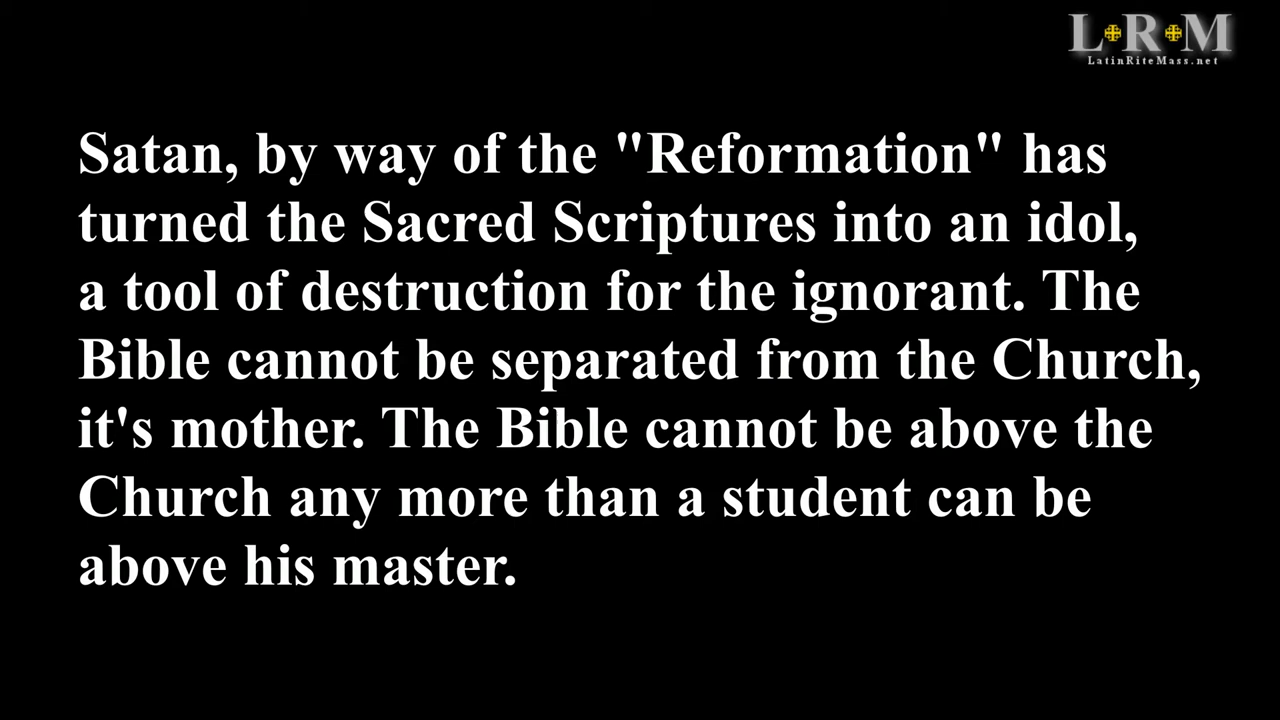 L R M
LatinRiteMass.net
Satan, by way of the "Reformation" has
turned the Sacred Scriptures into an idol,
a tool of destruction for the ignorant. The
Bible cannot be separated from the Church,
it's mother. The Bible cannot be above the
Church any more than a student can be
above his master.